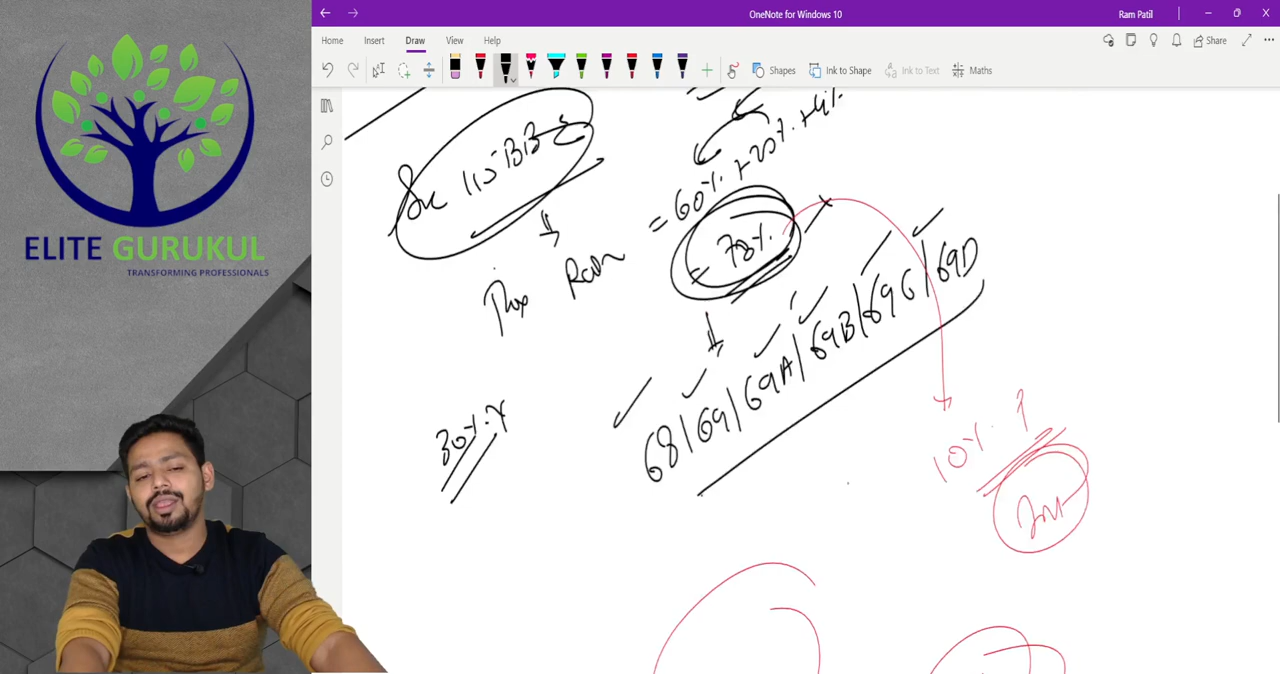 OneNote for Windows 10
Ram Patil
Home Insert Draw View Help
Share
Ink to Shape
Shapes
Ink to Text
Maths
ELITE GURUKUL
TRANSFORMING PROFESSIONALS
Sec 115BBE
= 60% + 25% + 4%
= 78%
Tax Rate
30% x
68 | 69 | 69A | 69B | 69C | 69D
10% ↑